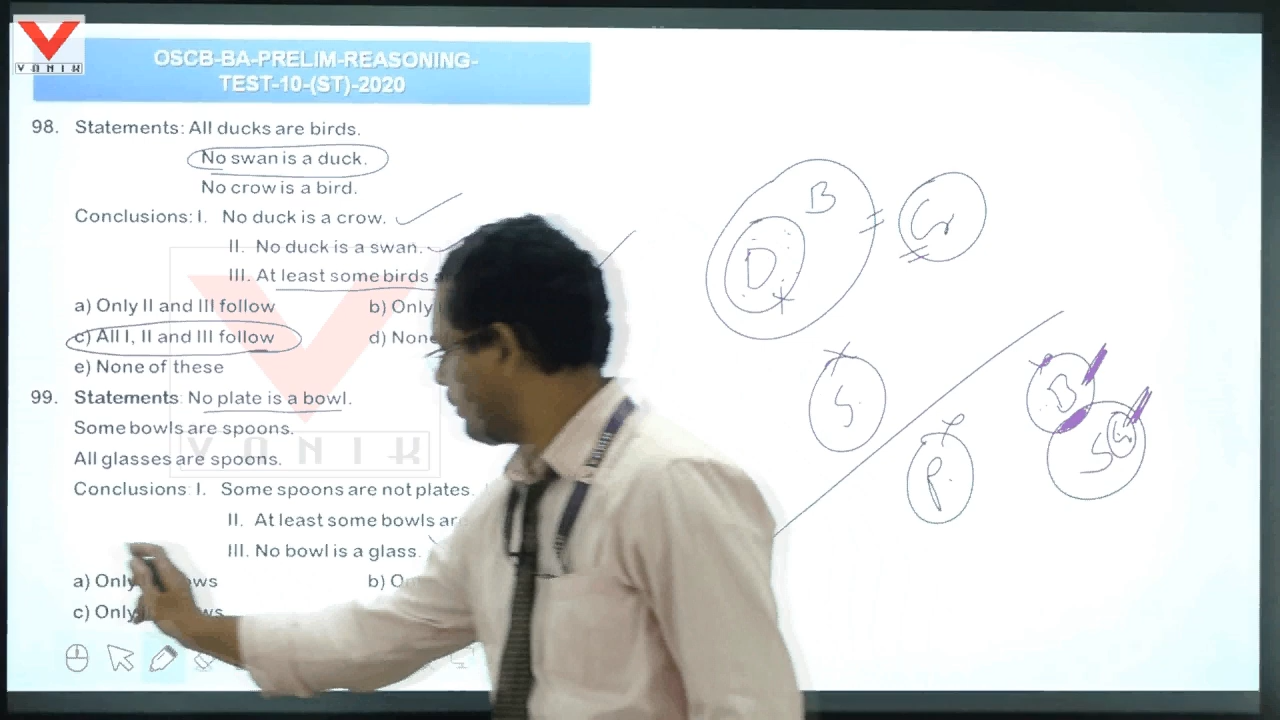 VANIK
OSCB-BA-PRELIM-REASONING-
TEST-10-(ST)-2020
98. Statements: All ducks are birds.
No swan is a duck.
No crow is a bird.
Conclusions: I. No duck is a crow.
II. No duck is a swan.
III. At least some birds
a) Only II and III follow b) Only
c) All I, II and III follow d) None
e) None of these
99. Statements: No plate is a bowl.
Some bowls are spoons.
All glasses are spoons.
Conclusions: I. Some spoons are not plates.
II. At least some bowls are
III. No bowl is a glass.
a) Only
c) Only
VANIK
B
D
Cr
S
P
B
S
G